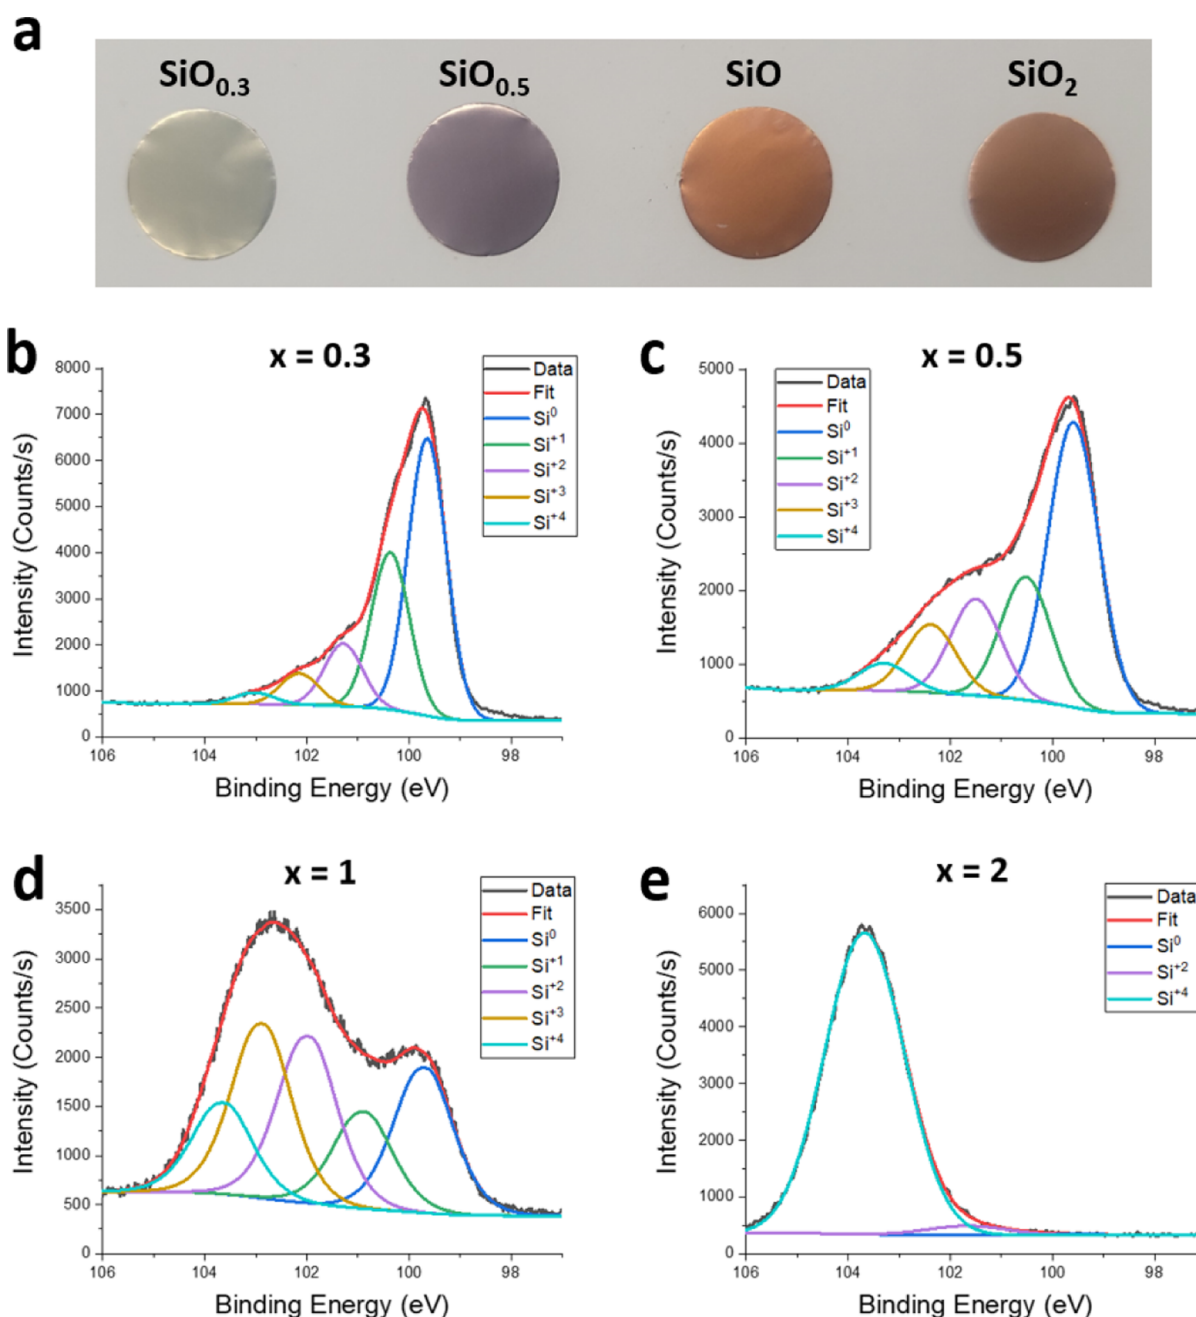 a
SiO0.3 SiO0.5 SiO SiO2
b x = 0.3
8000
7000
6000
5000
4000
3000
2000
1000
0
Intensity (Counts/s)
Data
Fit
Si0
Si+1
Si+2
Si+3
Si+4
106 104 102 100 98
Binding Energy (eV)
c x = 0.5
5000
4000
3000
2000
1000
0
Intensity (Counts/s)
Data
Fit
Si0
Si+1
Si+2
Si+3
Si+4
106 104 102 100 98
Binding Energy (eV)
d x = 1
3500
3000
2500
2000
1500
1000
500
0
Intensity (Counts/s)
Data
Fit
Si0
Si+1
Si+2
Si+3
Si+4
106 104 102 100 98
Binding Energy (eV)
e x = 2
6000
5000
4000
3000
2000
1000
0
Intensity (Counts/s)
Data
Fit
Si0
Si+2
Si+4
106 104 102 100 98
Binding Energy (eV)